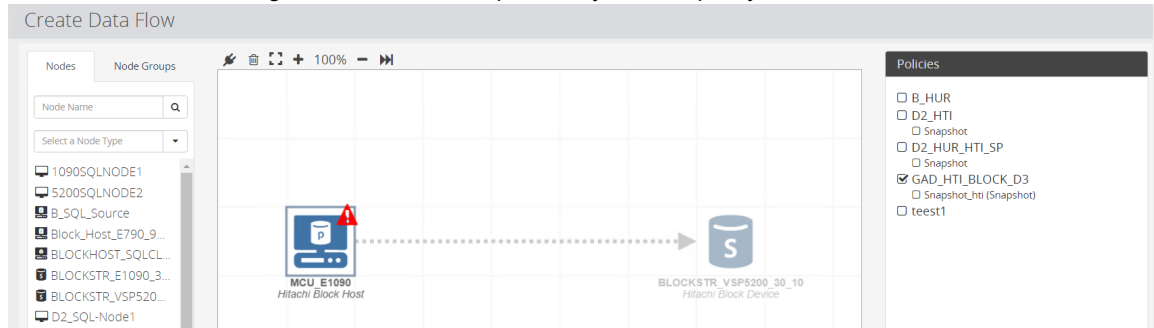 Create Data Flow
Nodes
Node Groups
100%
Node Name
Select a Node Type
1090SQLNODE1
5200SQLNODE2
B_SQL_Source
Block_Host_E790_9...
BLOCKHOST_SQLCL...
BLOCKSTR_E1090_3...
BLOCKSTR_VSP520...
D2_SQL-Node1
P
MCU_E1090
Hitachi Block Host
S
BLOCKSTR_VSP5200_30_10
Hitachi Block Device
Policies
B_HUR
D2_HTI
Snapshot
D2_HUR_HTI_SP
Snapshot
GAD_HTI_BLOCK_D3
Snapshot_hti (Snapshot)
teest1